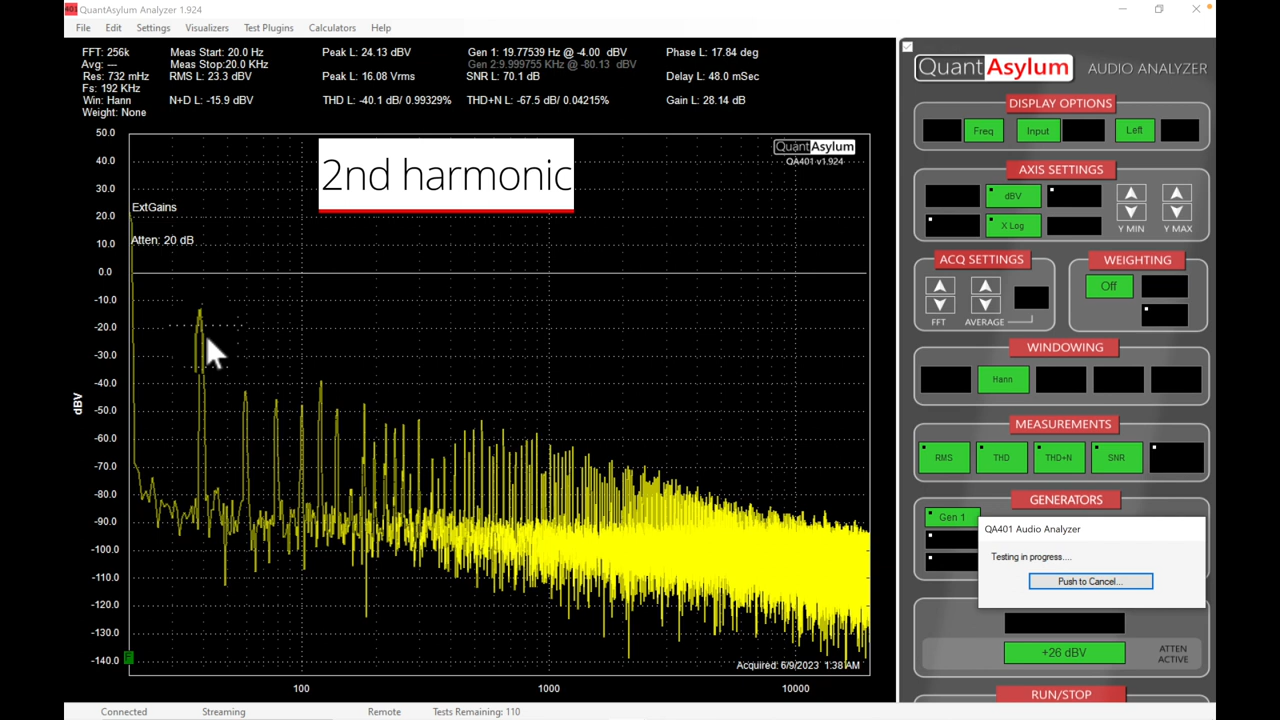 QuantAsylum Analyzer 1.924
File Edit Settings Visualizers Test Plugins Calculators Help
FFT: 256k Meas Start: 20.0 Hz Peak L: 24.13 dBV Gen 1: 19.77539 Hz @ -4.00 dBV Phase L: 17.84 deg
Avg: --- Meas Stop:20.0 KHz Gen 2:9.999755 KHz @ -80.13 dBV
Res: 732 mHz RMS L: 23.3 dBV Peak L: 16.08 Vrms SNR L: 70.1 dB Delay L: 48.0 mSec
Fs: 192 KHz
Win: Hann N+D L: -15.9 dBV THD L: -40.1 dB/ 0.99329% THD+N L: -67.5 dB/ 0.04215% Gain L: 28.14 dB
Weight: None
50.0
40.0
30.0
20.0
10.0
0.0
-10.0
-20.0
-30.0
-40.0
-50.0
-60.0
-70.0
-80.0
-90.0
-100.0
-110.0
-120.0
-130.0
-140.0
dBV
2nd harmonic
QuantAsylum
QA401 v1.924
ExtGains
Atten: 20 dB
F
Acquired: 6/9/2023 1:38 AM
100 1000 10000
QuantAsylum AUDIO ANALYZER
DISPLAY OPTIONS
Freq Input Left
AXIS SETTINGS
dBV
X Log
Y MIN Y MAX
ACQ SETTINGS WEIGHTING
Off
FFT AVERAGE
WINDOWING
Hann
MEASUREMENTS
RMS THD THD+N SNR
GENERATORS
Gen 1
QA401 Audio Analyzer
Testing in progress....
Push to Cancel...
+26 dBV
ATTEN
ACTIVE
RUN/STOP
Connected Streaming Remote Tests Remaining: 110